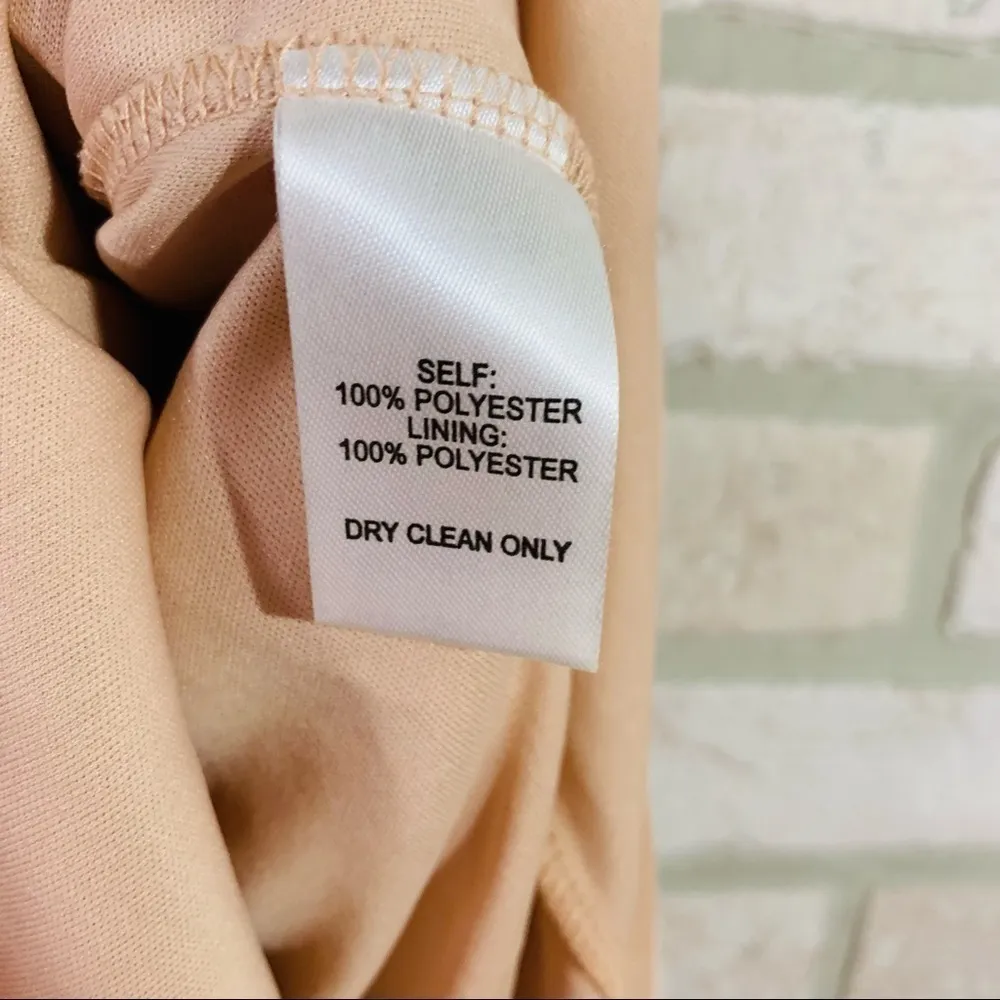 SELF:
100% POLYESTER
LINING:
100% POLYESTER
DRY CLEAN ONLY